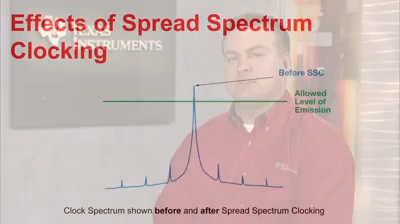 Effects of Spread Spectrum
Clocking
TEXAS
INSTRUMENTS
Before SSC
Allowed
Level of
Emission
Clock Spectrum shown before and after Spread Spectrum Clocking